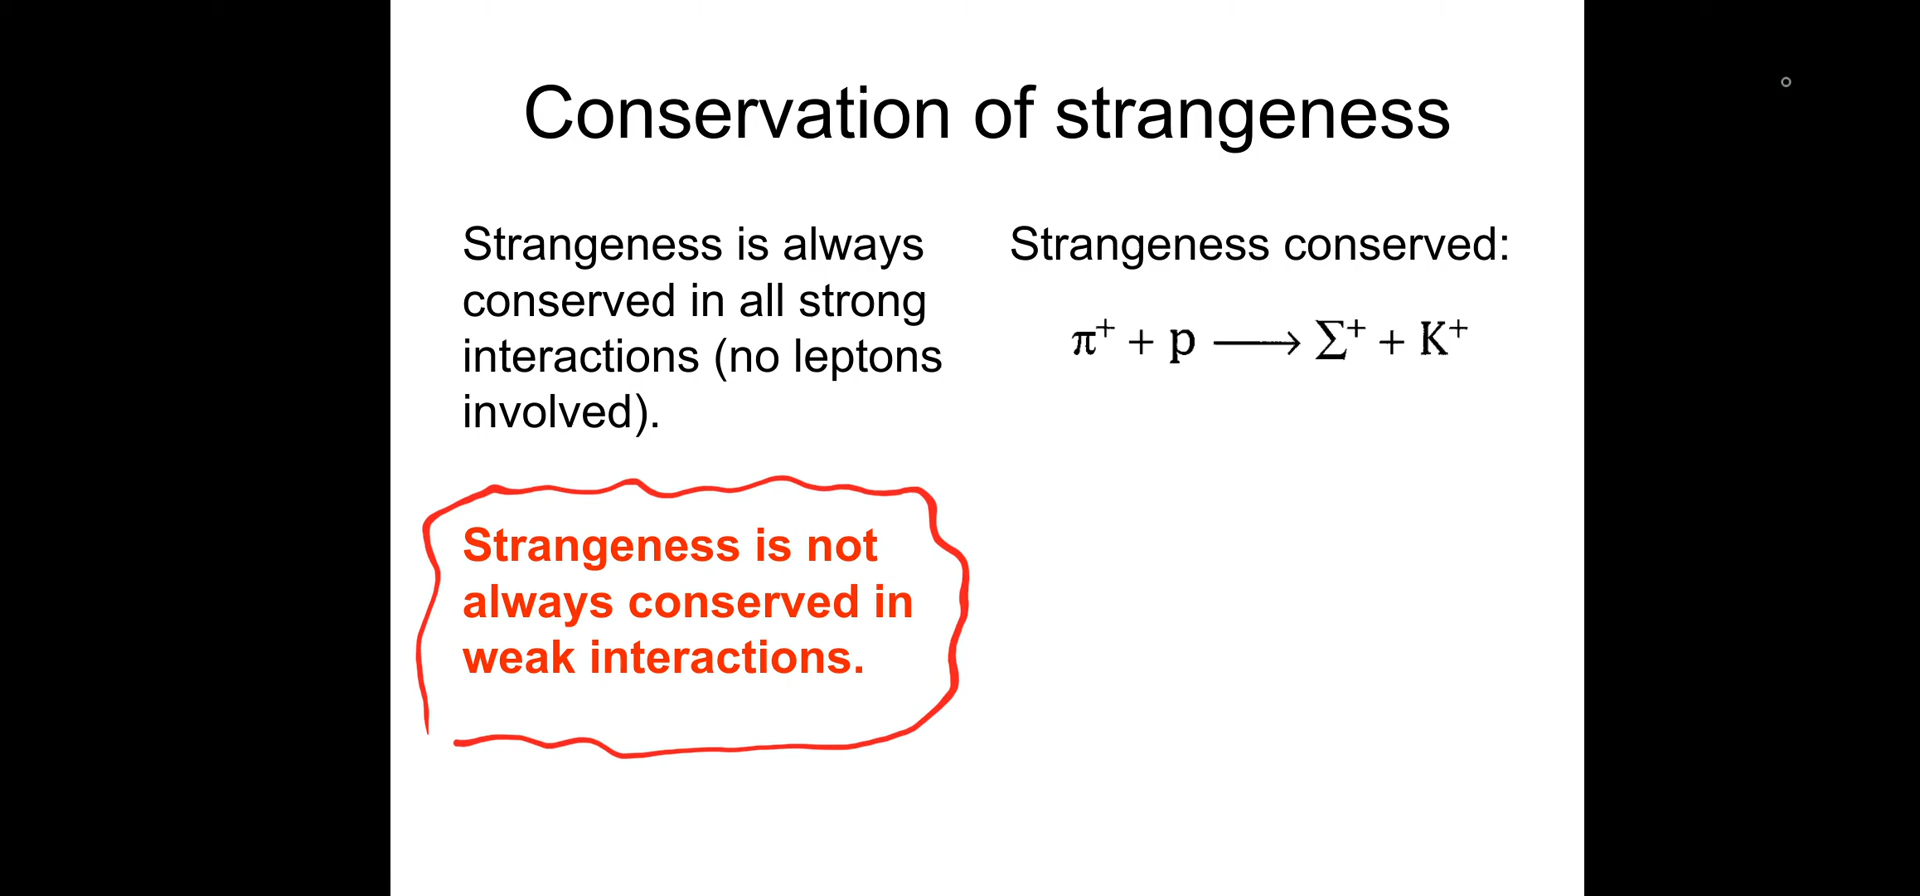 Conservation of strangeness
Strangeness is always
conserved in all strong
interactions (no leptons
involved).
Strangeness is not
always conserved in
weak interactions.
Strangeness conserved:
π⁺ + p ⟶ Σ⁺ + K⁺